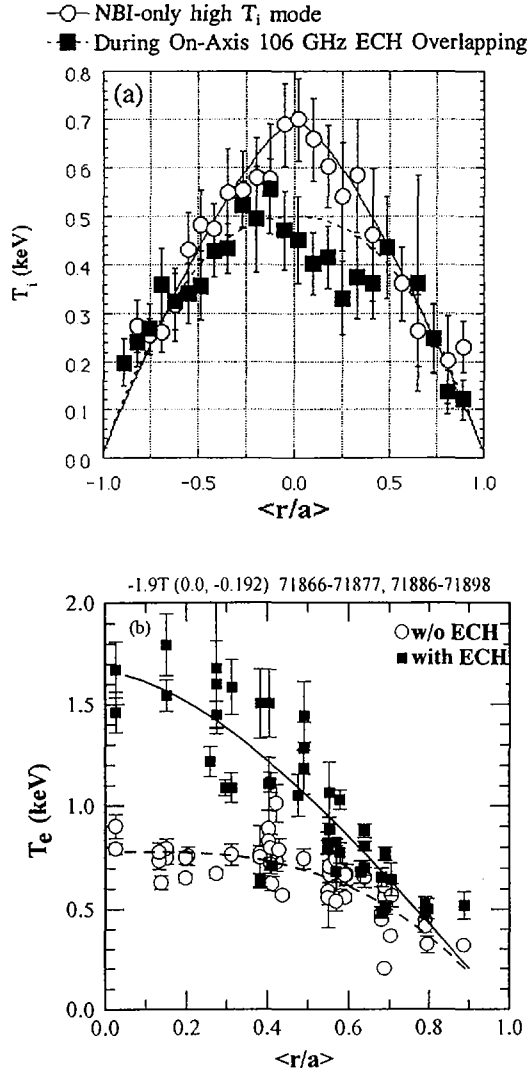 NBI-only high Ti mode
During On-Axis 106 GHz ECH Overlapping
(a)
Ti (keV)
0.8
0.7
0.6
0.5
0.4
0.3
0.2
0.1
0.0
-1.0 -0.5 0.0 0.5 1.0
<r/a>
-1.9T (0.0, -0.192) 71866-71877, 71886-71898
(b)
w/o ECH
with ECH
Te (keV)
2.0
1.5
1.0
0.5
0.0
0 0.2 0.4 0.6 0.8 1
<r/a>